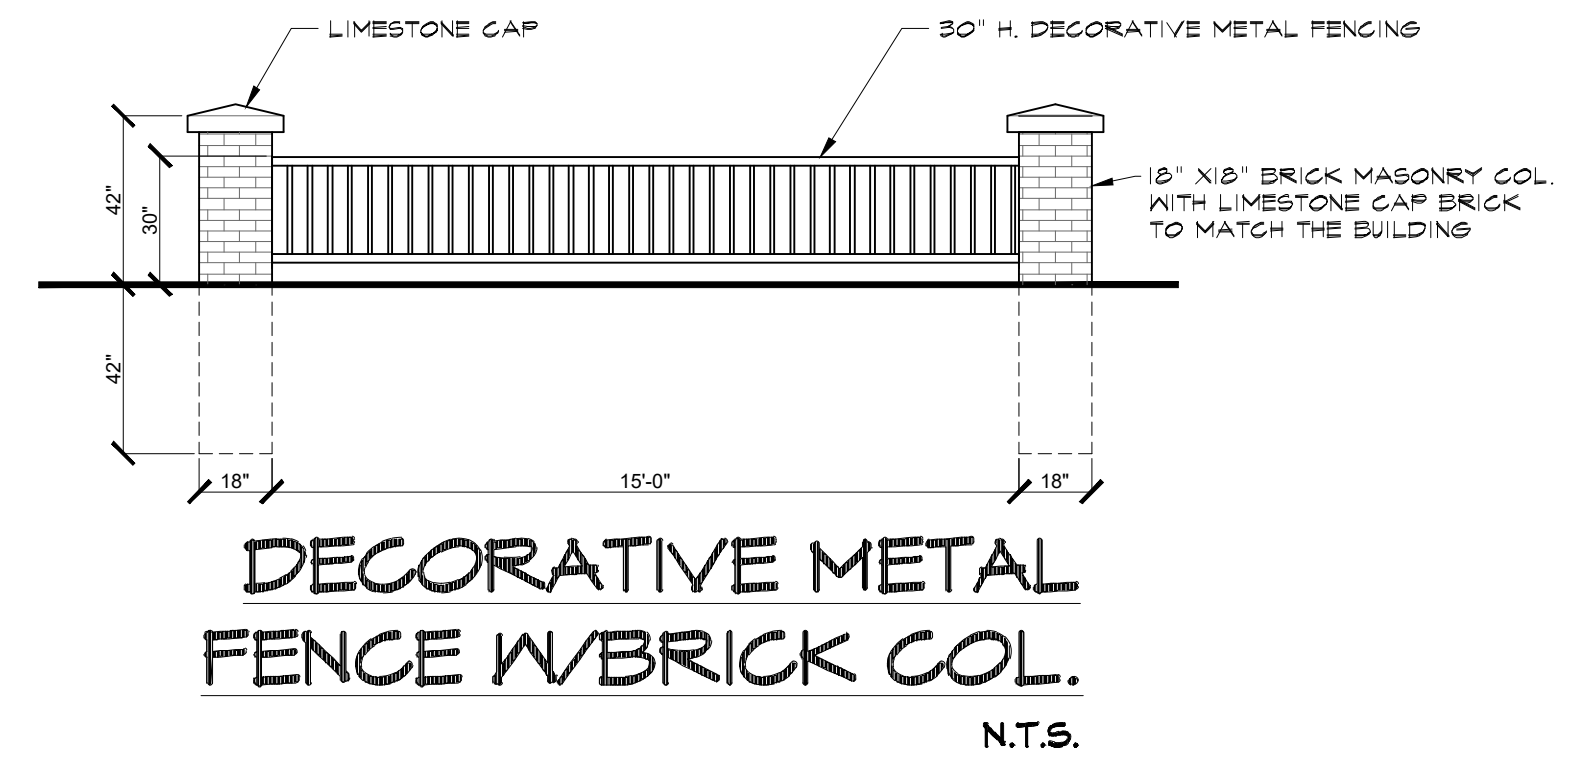 LIMESTONE CAP
30" H. DECORATIVE METAL FENCING
42"
30"
18" X18" BRICK MASONRY COL.
WITH LIMESTONE CAP BRICK
TO MATCH THE BUILDING
42"
18"
15'-0"
18"
DECORATIVE METAL
FENCE W/BRICK COL.
N.T.S.